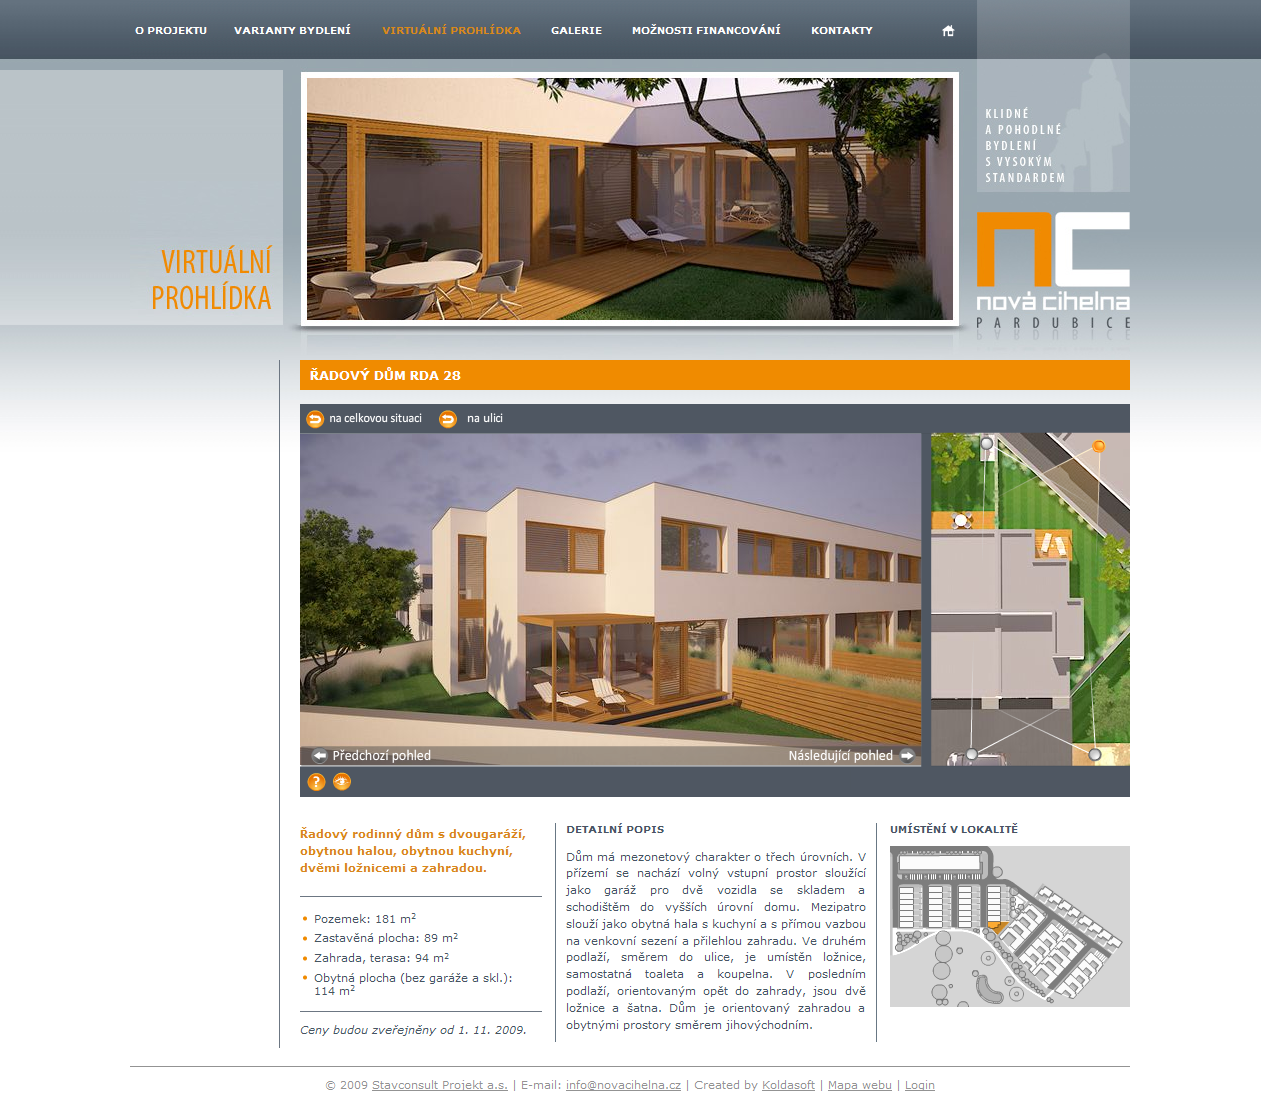 O PROJEKTU VARIANTY BYDLENÍ VIRTUÁLNÍ PROHLÍDKA GALERIE MOŽNOSTI FINANCOVÁNÍ KONTAKTY
KLIDNÉ
A POHODLNÉ
BYDLENÍ
S VYSOKÝM
STANDARDEM
VIRTUÁLNÍ
PROHLÍDKA
nc
nová cihelna
PARDUBICE
ŘADOVÝ DŮM RDA 28
na celkovou situaci na ulici
Předchozí pohled Následující pohled
?
Řadový rodinný dům s dvougaráží,
obytnou halou, obytnou kuchyní,
dvěmi ložnicemi a zahradou.
Pozemek: 181 m²
Zastavěná plocha: 89 m²
Zahrada, terasa: 94 m²
Obytná plocha (bez garáže a skl.):
114 m²
Ceny budou zveřejněny od 1. 11. 2009.
DETAILNÍ POPIS
Dům má mezonetový charakter o třech úrovních. V
přízemí se nachází volný vstupní prostor sloužící
jako garáž pro dvě vozidla se skladem a
schodištěm do vyšších úrovní domu. Mezipatro
slouží jako obytná hala s kuchyní a s přímou vazbou
na venkovní sezení a přilehlou zahradu. Ve druhém
podlaží, směrem do ulice, je umístěn ložnice,
samostatná toaleta a koupelna. V posledním
podlaží, orientovaným opět do zahrady, jsou dvě
ložnice a šatna. Dům je orientovaný zahradou a
obytnými prostory směrem jihovýchodním.
UMÍSTĚNÍ V LOKALITĚ
© 2009 Stavconsult Projekt a.s. | E-mail: info@novacihelna.cz | Created by Koldasoft | Mapa webu | Login